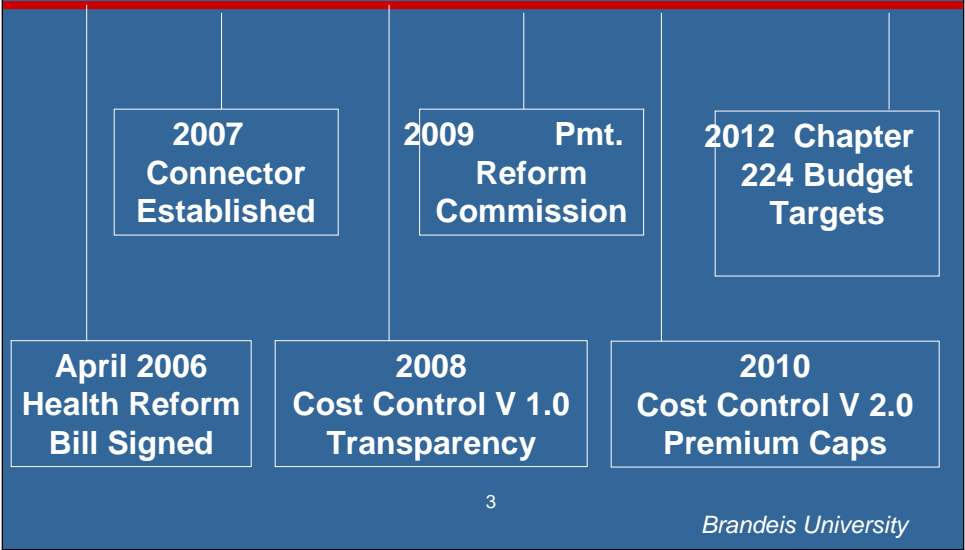 2007
Connector
Established
2009 Pmt.
Reform
Commission
2012 Chapter
224 Budget
Targets
April 2006
Health Reform
Bill Signed
2008
Cost Control V 1.0
Transparency
2010
Cost Control V 2.0
Premium Caps
3
Brandeis University